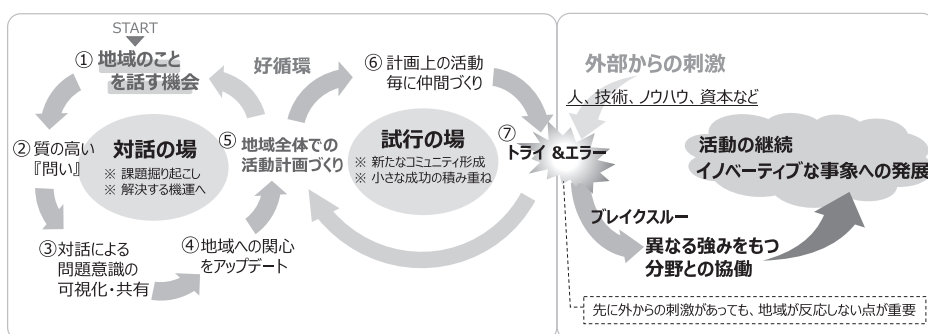 START
① 地域のこと
を話す機会
② 質の高い
『問い』
対話の場
※ 課題掘り起こし
※ 解決する機運へ
③ 対話による
問題意識の
可視化・共有
④ 地域への関心
をアップデート
好循環
⑤ 地域全体での
活動計画づくり
⑥ 計画上の活動
毎に仲間づくり
試行の場
※ 新たなコミュニティ形成
※ 小さな成功の積み重ね
⑦
トライ &エラー
外部からの刺激
人、技術、ノウハウ、資本など
ブレイクスルー
異なる強みをもつ
分野との協働
活動の継続
イノベーティブな事象への発展
先に外からの刺激があっても、地域が反応しない点が重要